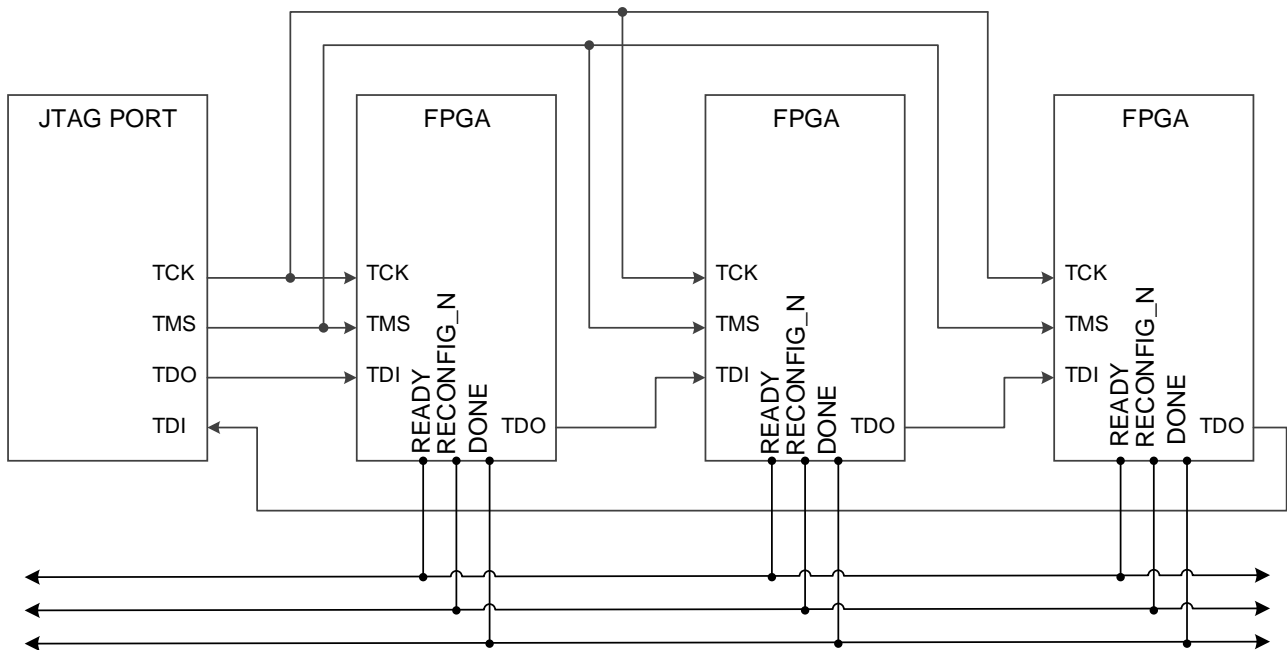 JTAG PORT
FPGA
FPGA
FPGA
TCK
TMS
TDO
TDI
TCK
TMS
TDI
READY
RECONFIG_N
DONE
TDO
TCK
TMS
TDI
READY
RECONFIG_N
DONE
TDO
TCK
TMS
TDI
READY
RECONFIG_N
DONE
TDO